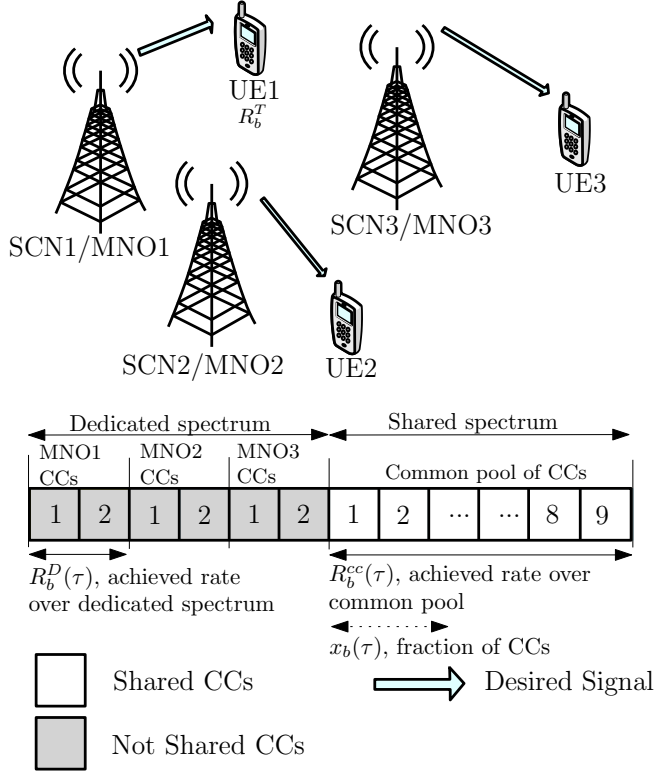 UE1
R_b^T
UE3
SCN1/MNO1
SCN3/MNO3
SCN2/MNO2
UE2
Dedicated spectrum
Shared spectrum
MNO1 CCs
MNO2 CCs
MNO3 CCs
Common pool of CCs
1 2 1 2 1 2 1 2 ... ... 8 9
R_b^D(τ), achieved rate
over dedicated spectrum
R_b^{cc}(τ), achieved rate over
common pool
x_b(τ), fraction of CCs
Shared CCs
Desired Signal
Not Shared CCs